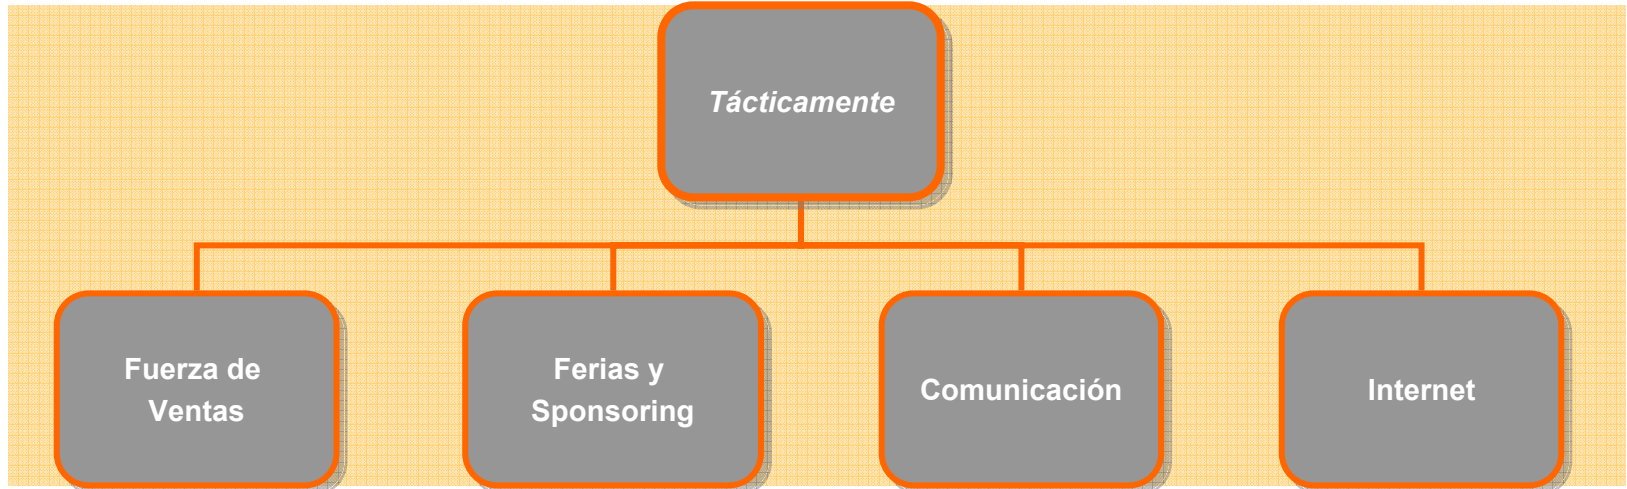 Tácticamente
Fuerza de
Ventas
Ferias y
Sponsoring
Comunicación
Internet